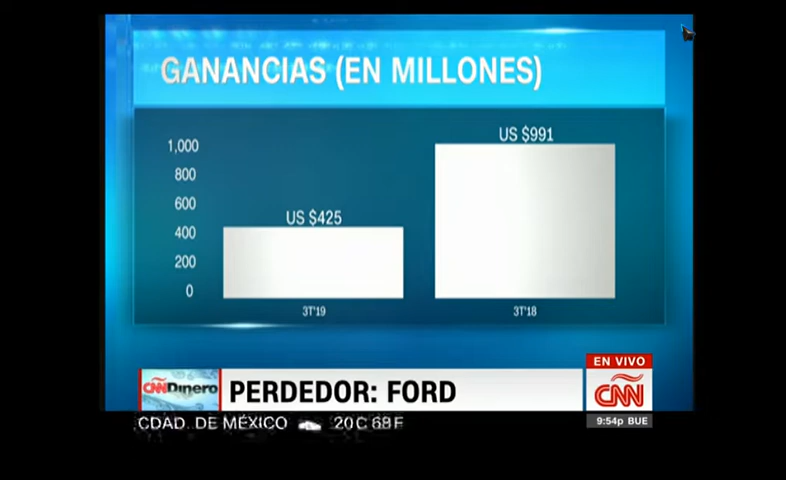 GANANCIAS (EN MILLONES)
1,000
800
600
400
200
0
US $425
US $991
3T'19
3T'18
CNNDinero
PERDEDOR: FORD
EN VIVO
CNN
9:54p BUE
CDAD. DE MÉXICO 20C 68F